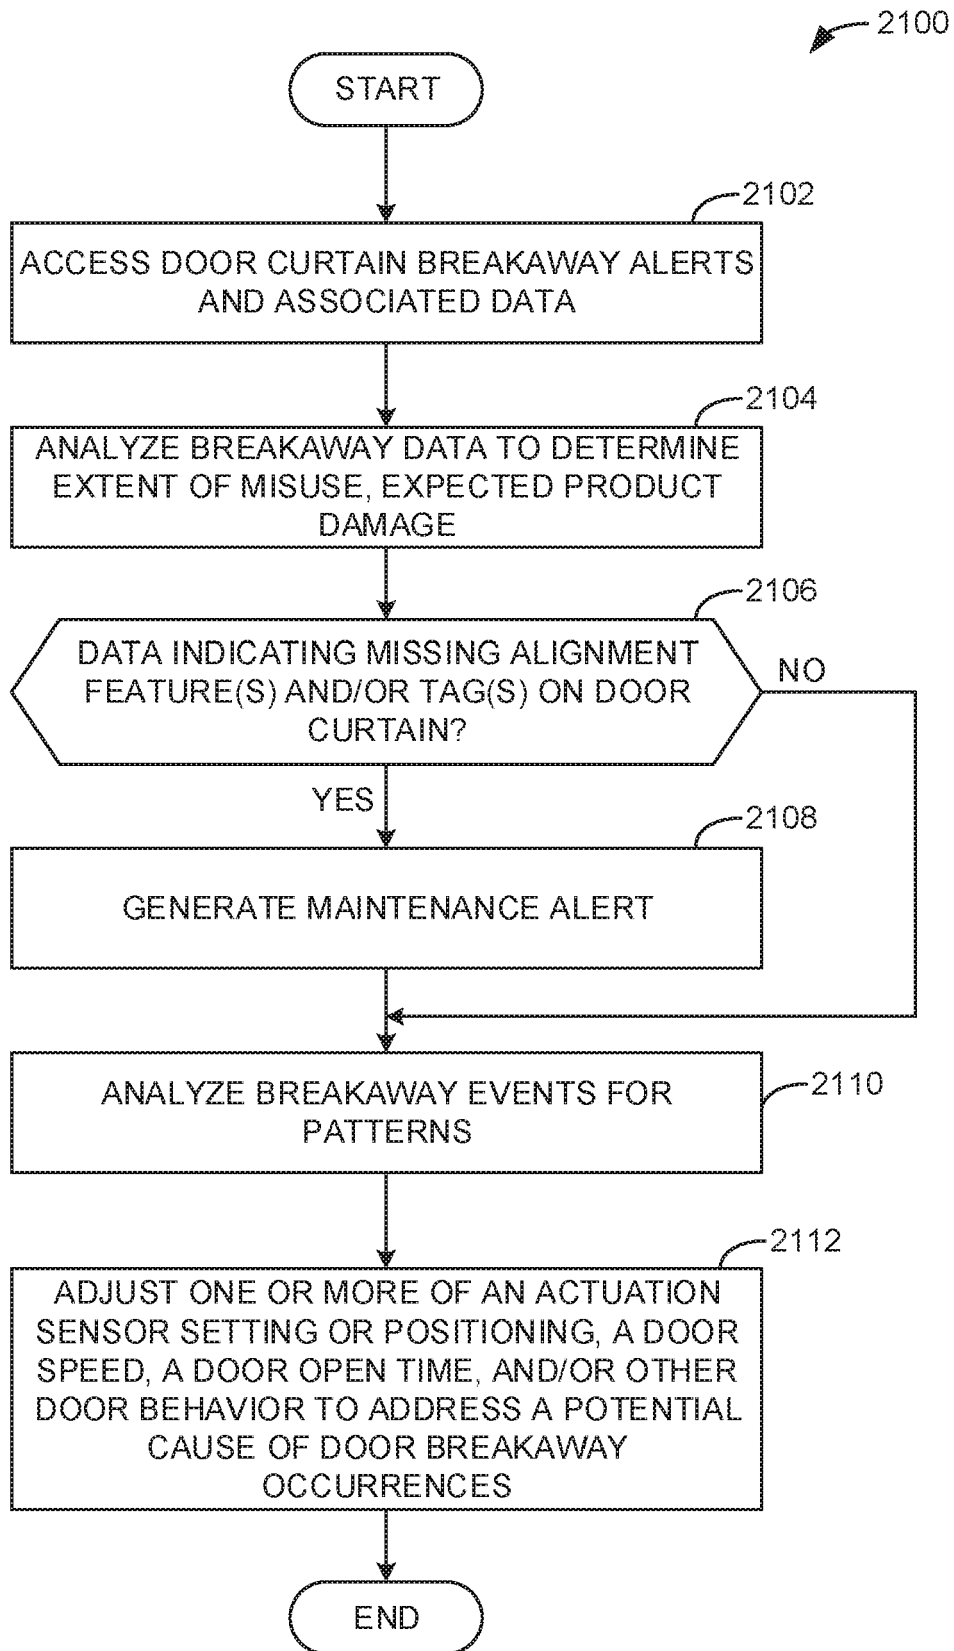 2100
START
2102
ACCESS DOOR CURTAIN BREAKAWAY ALERTS
AND ASSOCIATED DATA
2104
ANALYZE BREAKAWAY DATA TO DETERMINE
EXTENT OF MISUSE, EXPECTED PRODUCT
DAMAGE
2106
DATA INDICATING MISSING ALIGNMENT
FEATURE(S) AND/OR TAG(S) ON DOOR
CURTAIN?
NO
YES
2108
GENERATE MAINTENANCE ALERT
2110
ANALYZE BREAKAWAY EVENTS FOR
PATTERNS
2112
ADJUST ONE OR MORE OF AN ACTUATION
SENSOR SETTING OR POSITIONING, A DOOR
SPEED, A DOOR OPEN TIME, AND/OR OTHER
DOOR BEHAVIOR TO ADDRESS A POTENTIAL
CAUSE OF DOOR BREAKAWAY
OCCURRENCES
END